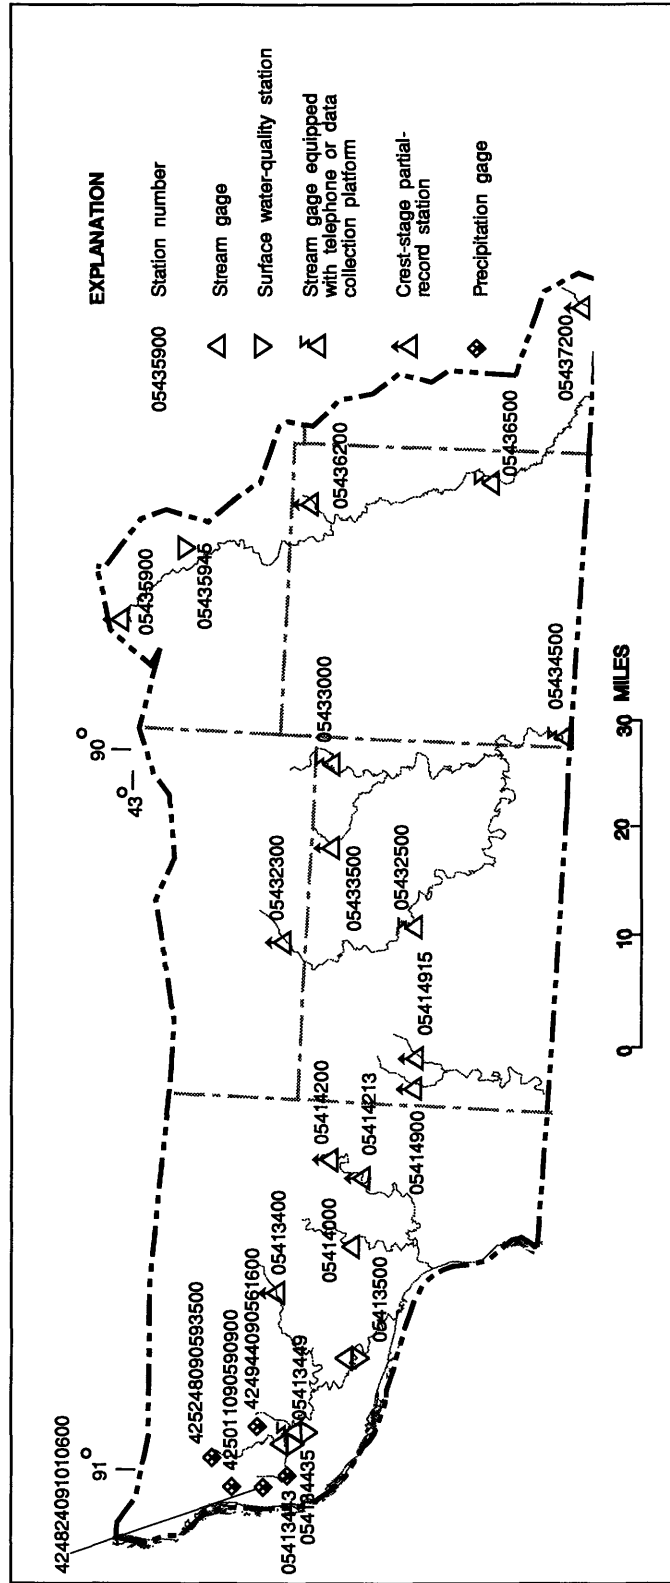 EXPLANATION
05435900 Station number
Stream gage
Surface water-quality station
Stream gage equipped
with telephone or data
collection platform
Crest-stage partial-
record station
Precipitation gage
424824091010600
91°
425248090593500
425011090590900
424944090561600
05413400
05413449
05413443
05413500
05414000
05414200
05414213
05414900
05414915
43°
90°
05432300
05432500
05433500
05433000
05434500
05435900
05435945
05436200
05436500
05437200
0 10 20 30 MILES